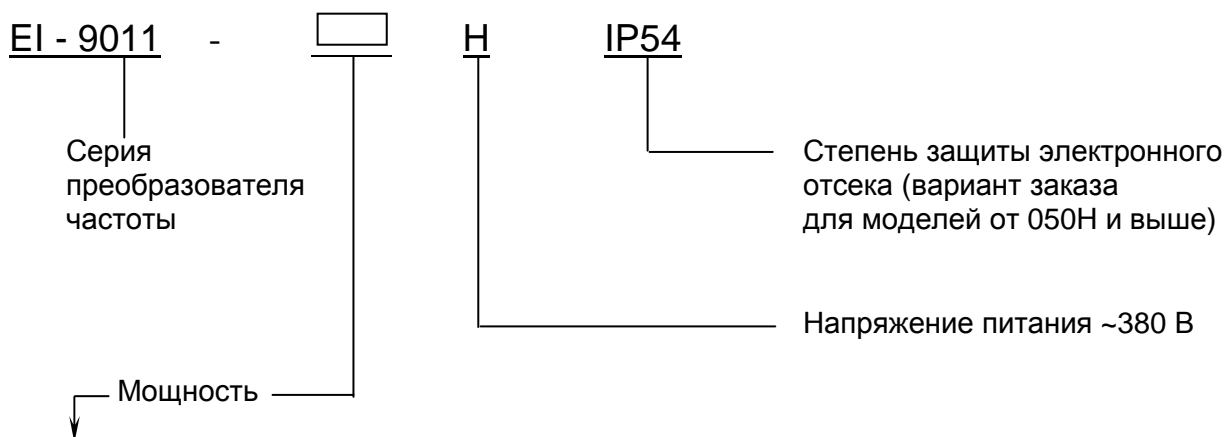 EI - 9011 - H IP54
Серия
преобразователя
частоты
Степень защиты электронного
отсека (вариант заказа
для моделей от 050Н и выше)
Напряжение питания ~380 В
Мощность